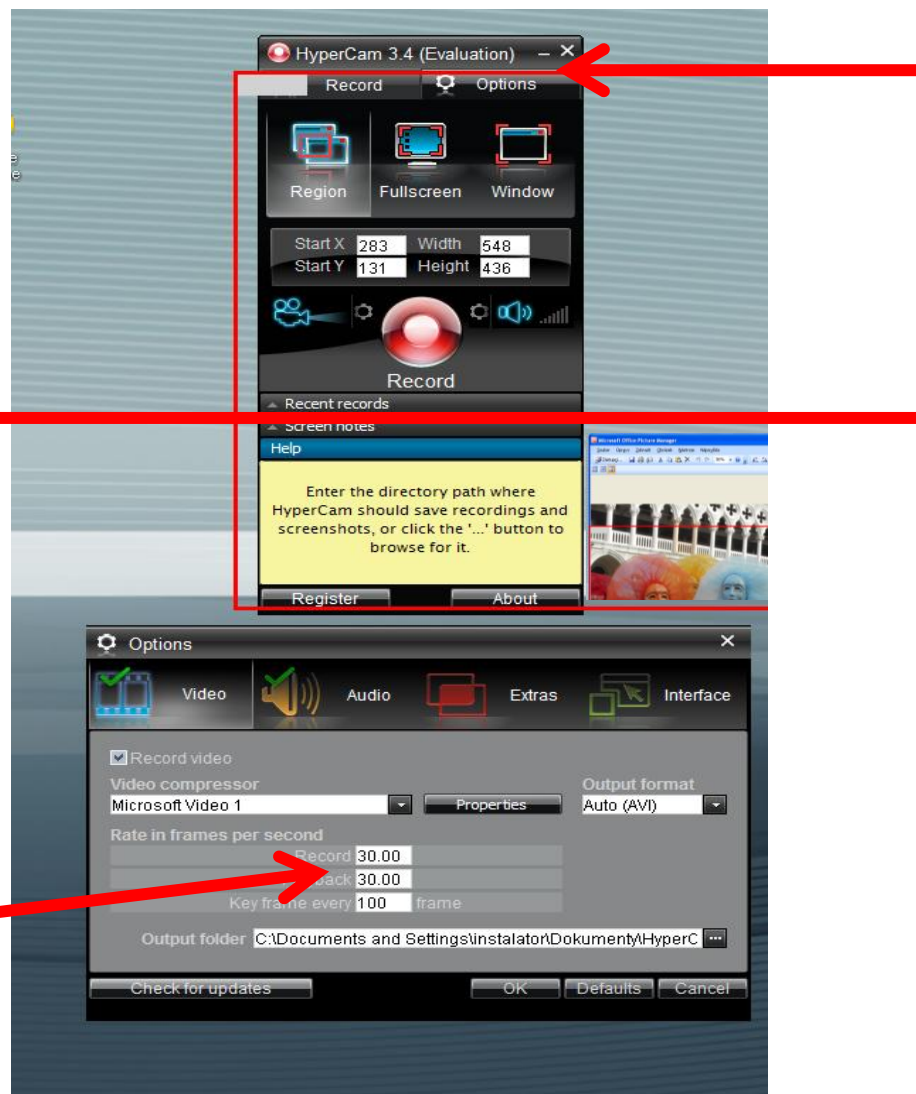 HyperCam 3.4 (Evaluation)
Record Options
Region Fullscreen Window
Start X 283 Width 548
Start Y 131 Height 436
Record
Recent records
Screen notes
Help
Enter the directory path where
HyperCam should save recordings and
screenshots, or click the '...' button to
browse for it.
Register About
Microsoft Office Picture Manager
Options
Video Audio Extras Interface
Record video
Video compressor Output format
Microsoft Video 1 Properties Auto (AVI)
Rate in frames per second
Record 30.00
30.00
Key frame every 100 frame
Output folder C:\Documents and Settings\instalator\Dokumenty\HyperC ...
Check for updates OK Defaults Cancel